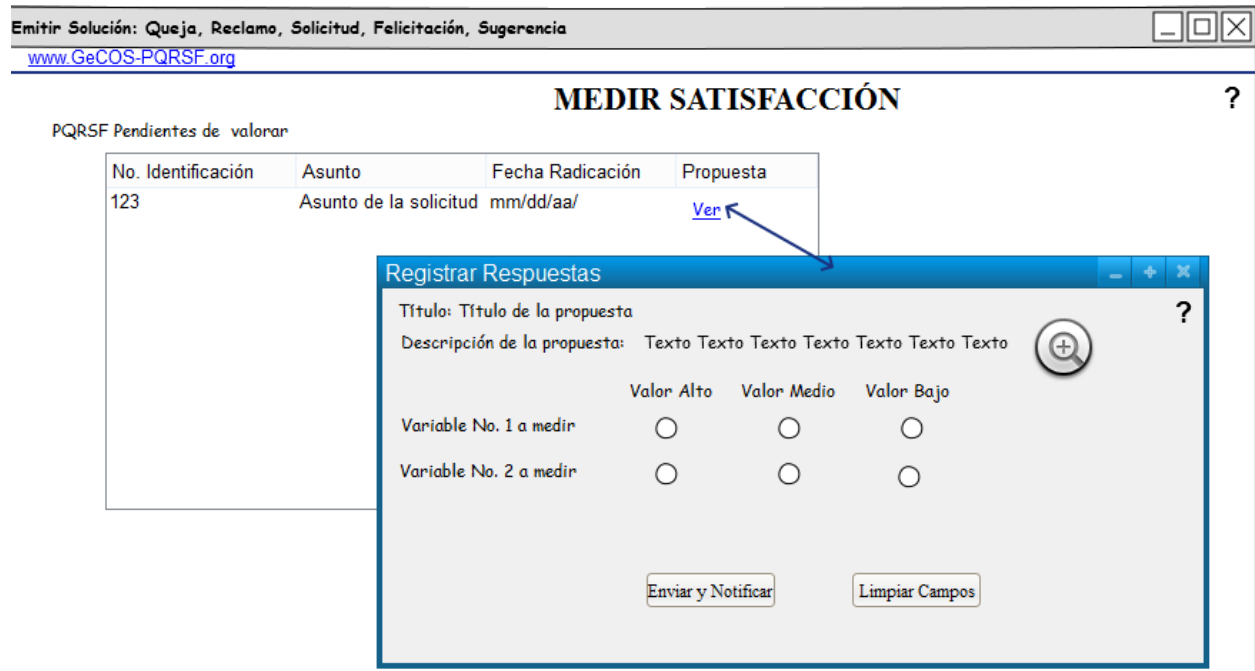 Emitir Solución: Queja, Reclamo, Solicitud, Felicitación, Sugerencia
www.GeCOS-PQRSF.org
MEDIR SATISFACCIÓN ?
PQRSF Pendientes de valorar
No. Identificación Asunto Fecha Radicación Propuesta
123 Asunto de la solicitud mm/dd/aa/ Ver
Registrar Respuestas
Título: Título de la propuesta ?
Descripción de la propuesta: Texto Texto Texto Texto Texto Texto Texto
Valor Alto Valor Medio Valor Bajo
Variable No. 1 a medir
Variable No. 2 a medir
Enviar y Notificar Limpiar Campos